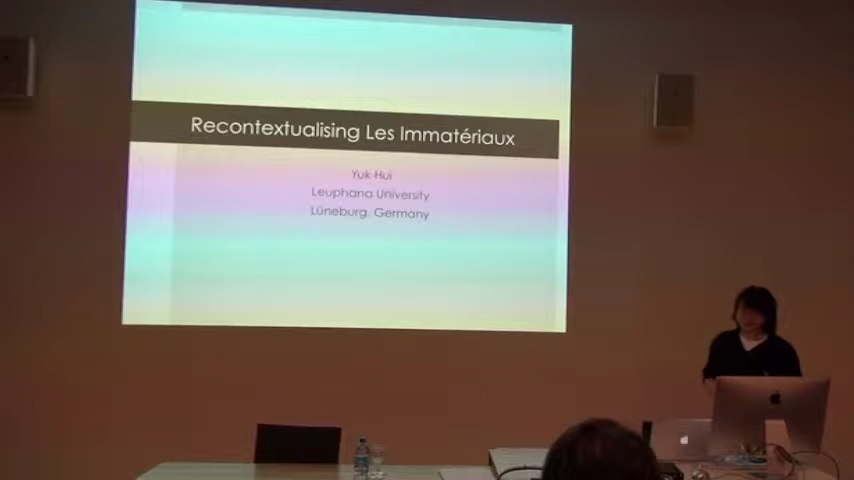 Recontextualising Les Immatériaux
Yuk Hui
Leuphana University
Lüneburg, Germany